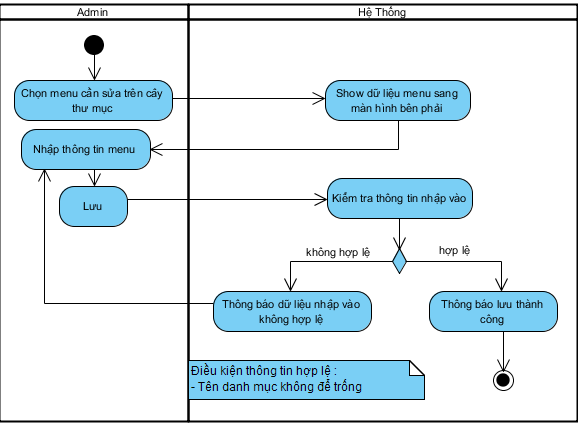 Admin
Hệ Thống
Chọn menu cần sửa trên cây
thư mục
Show dữ liệu menu sang
màn hình bên phải
Nhập thông tin menu
Lưu
Kiểm tra thông tin nhập vào
không hợp lệ
hợp lệ
Thông báo dữ liệu nhập vào
không hợp lệ
Thông báo lưu thành
công
Điều kiện thông tin hợp lệ :
- Tên danh mục không để trống